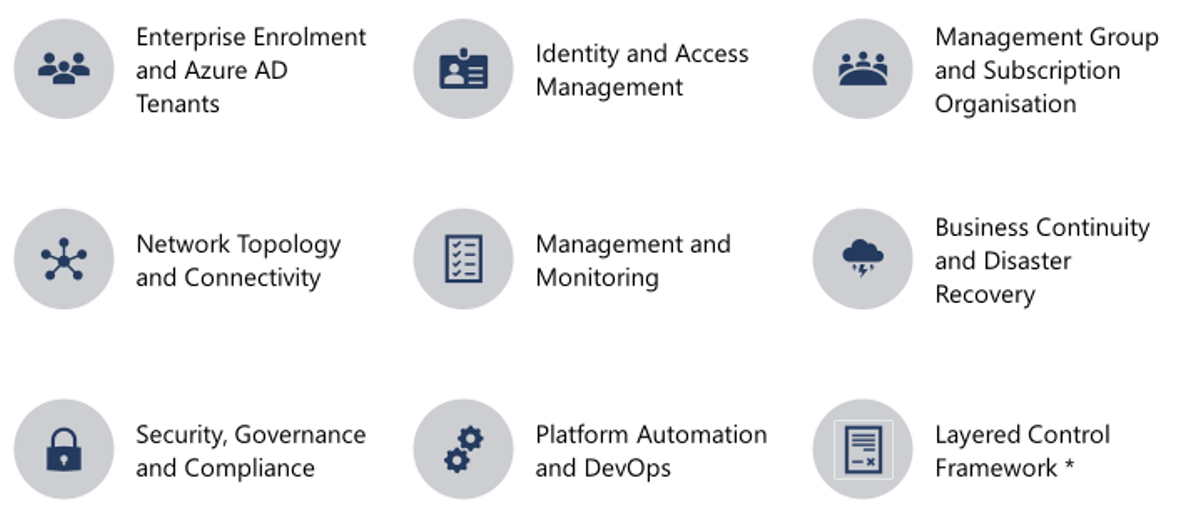 Enterprise Enrolment
and Azure AD
Tenants
Identity and Access
Management
Management Group
and Subscription
Organisation
Network Topology
and Connectivity
Management and
Monitoring
Business Continuity
and Disaster
Recovery
Security, Governance
and Compliance
Platform Automation
and DevOps
Layered Control
Framework *